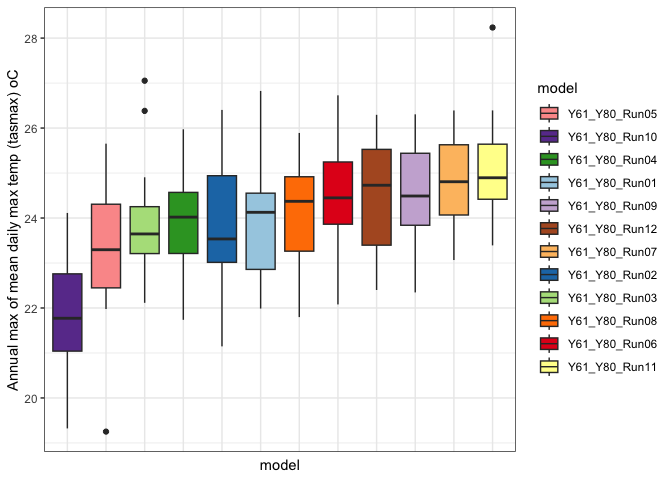 Annual max of mean daily max temp (tasmax) oC
28
26
24
22
20
model
model
Y61_Y80_Run05
Y61_Y80_Run10
Y61_Y80_Run04
Y61_Y80_Run01
Y61_Y80_Run09
Y61_Y80_Run12
Y61_Y80_Run07
Y61_Y80_Run02
Y61_Y80_Run03
Y61_Y80_Run08
Y61_Y80_Run06
Y61_Y80_Run11